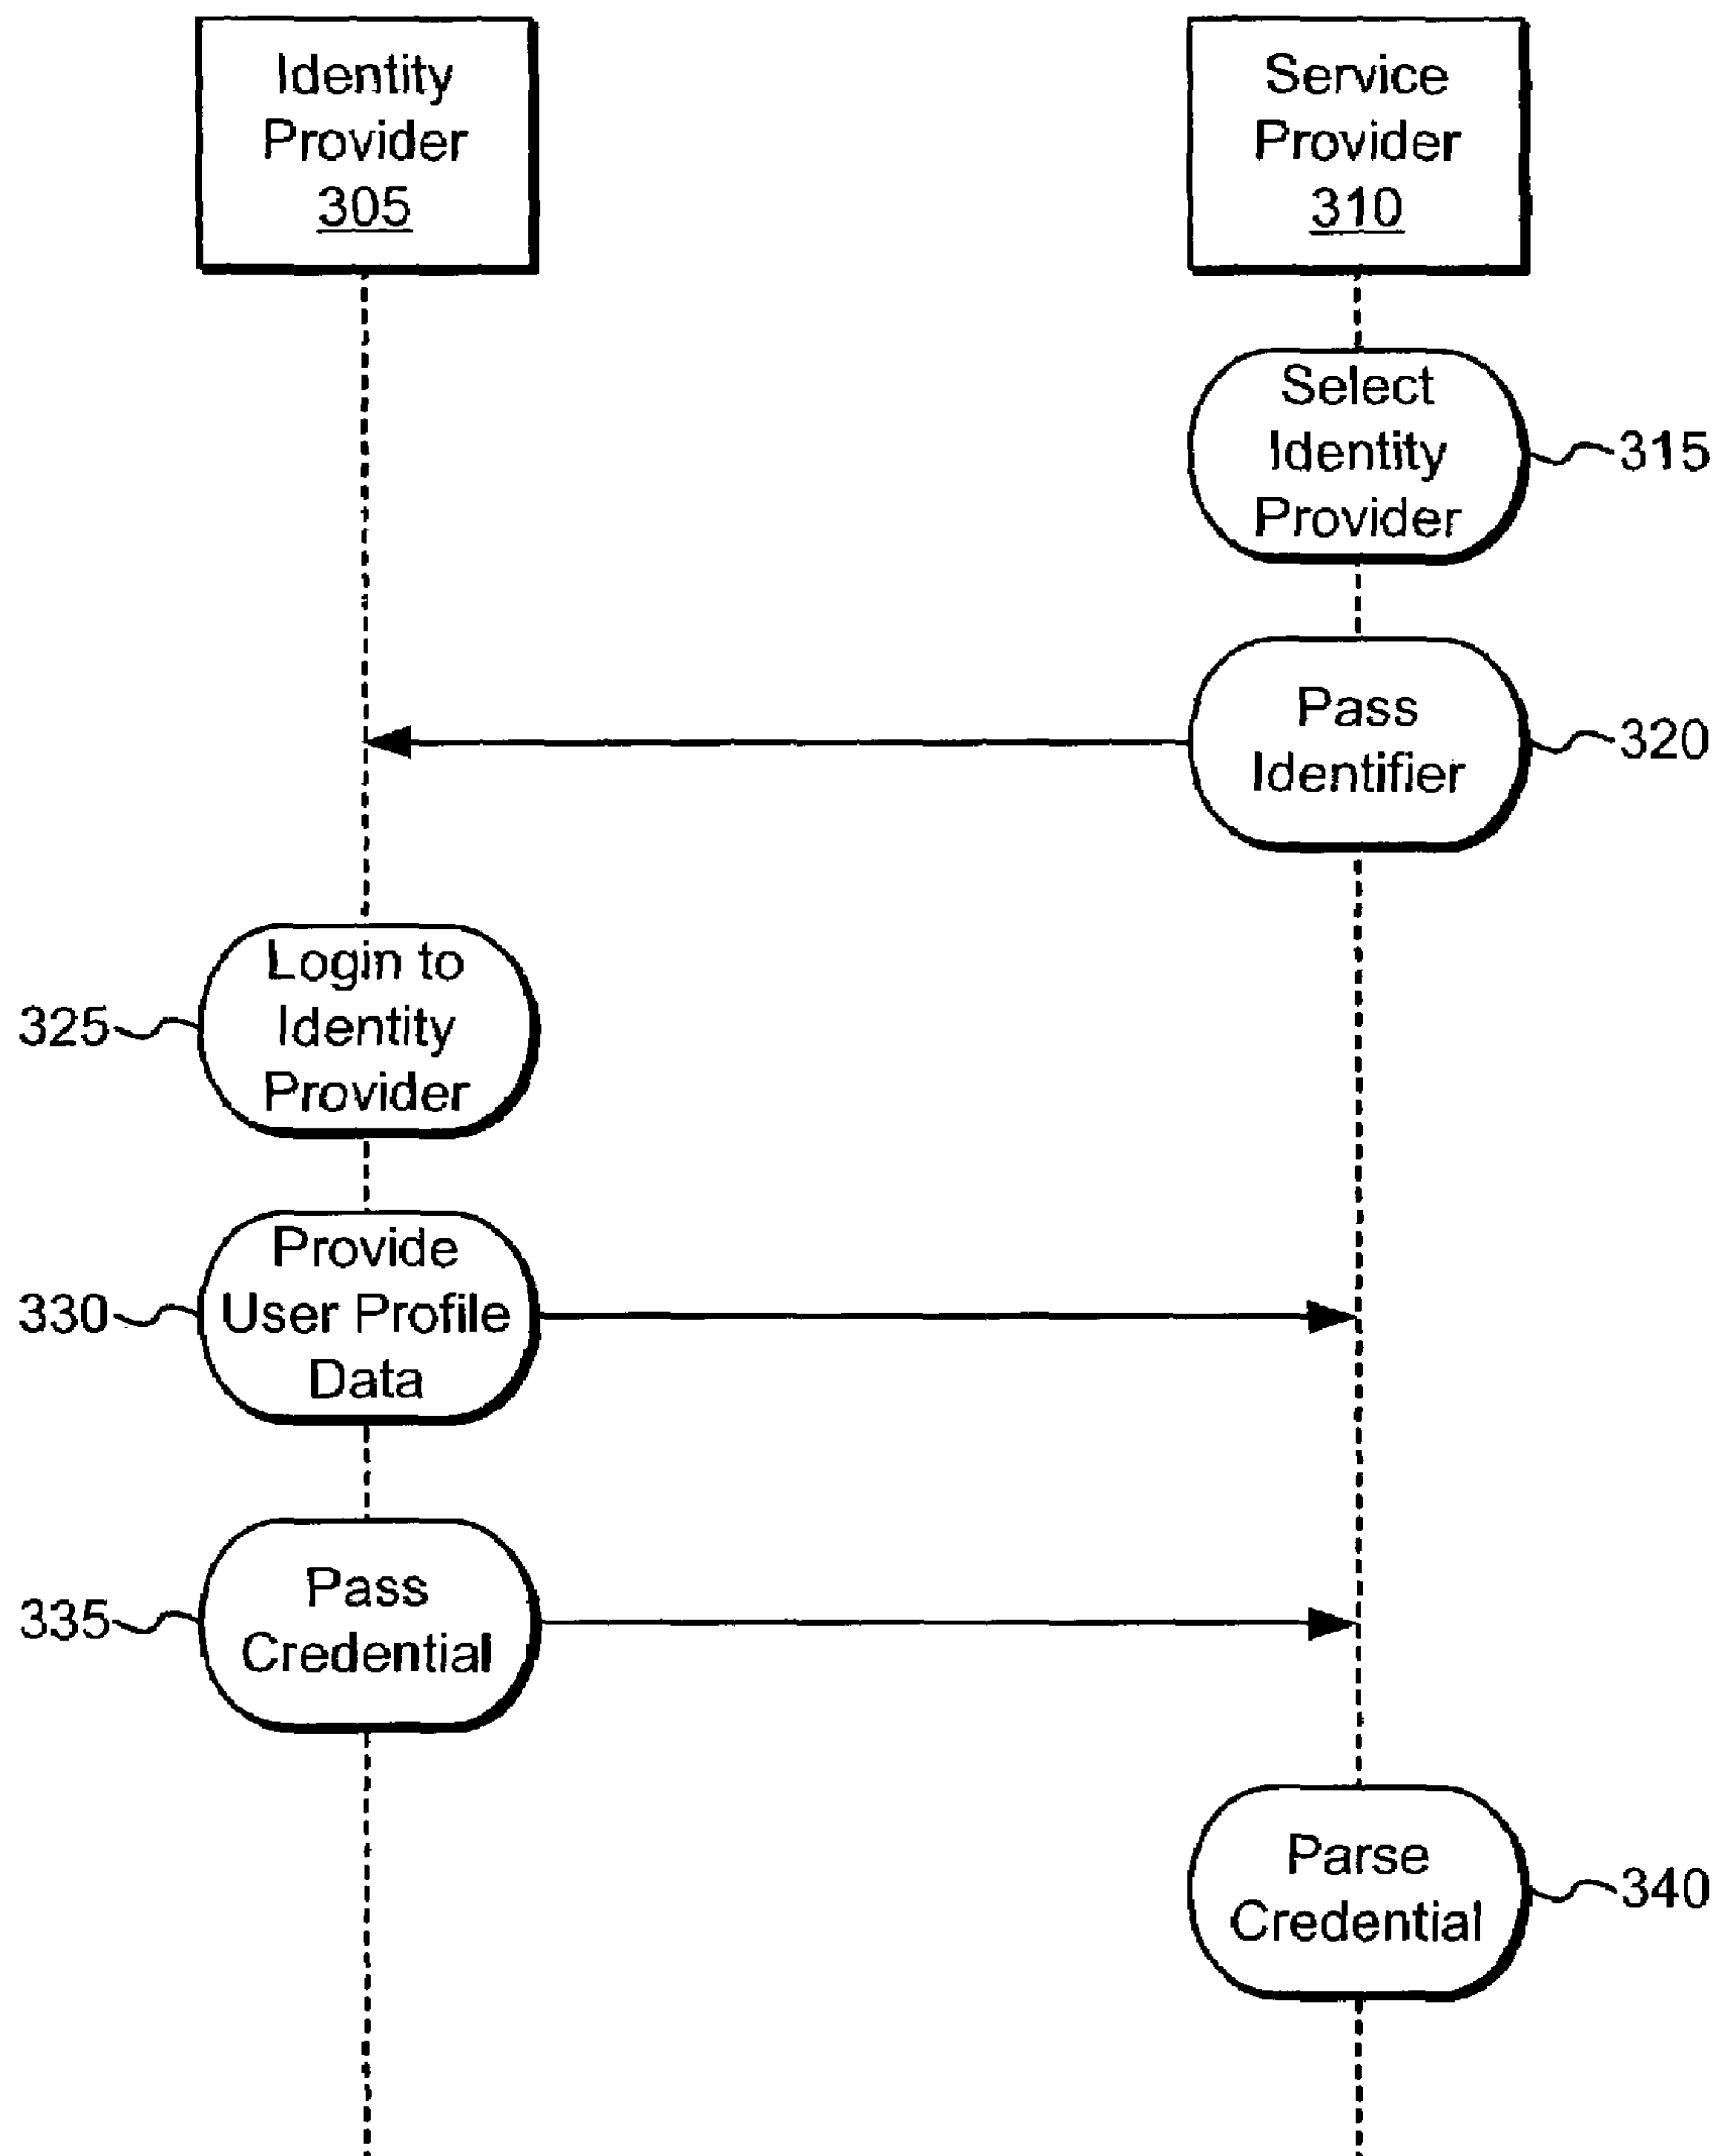 Identity
Provider
305
Service
Provider
310
Select
Identity
Provider
315
Pass
Identifier
320
Login to
Identity
Provider
325
Provide
User Profile
Data
330
Pass
Credential
335
Parse
Credential
340